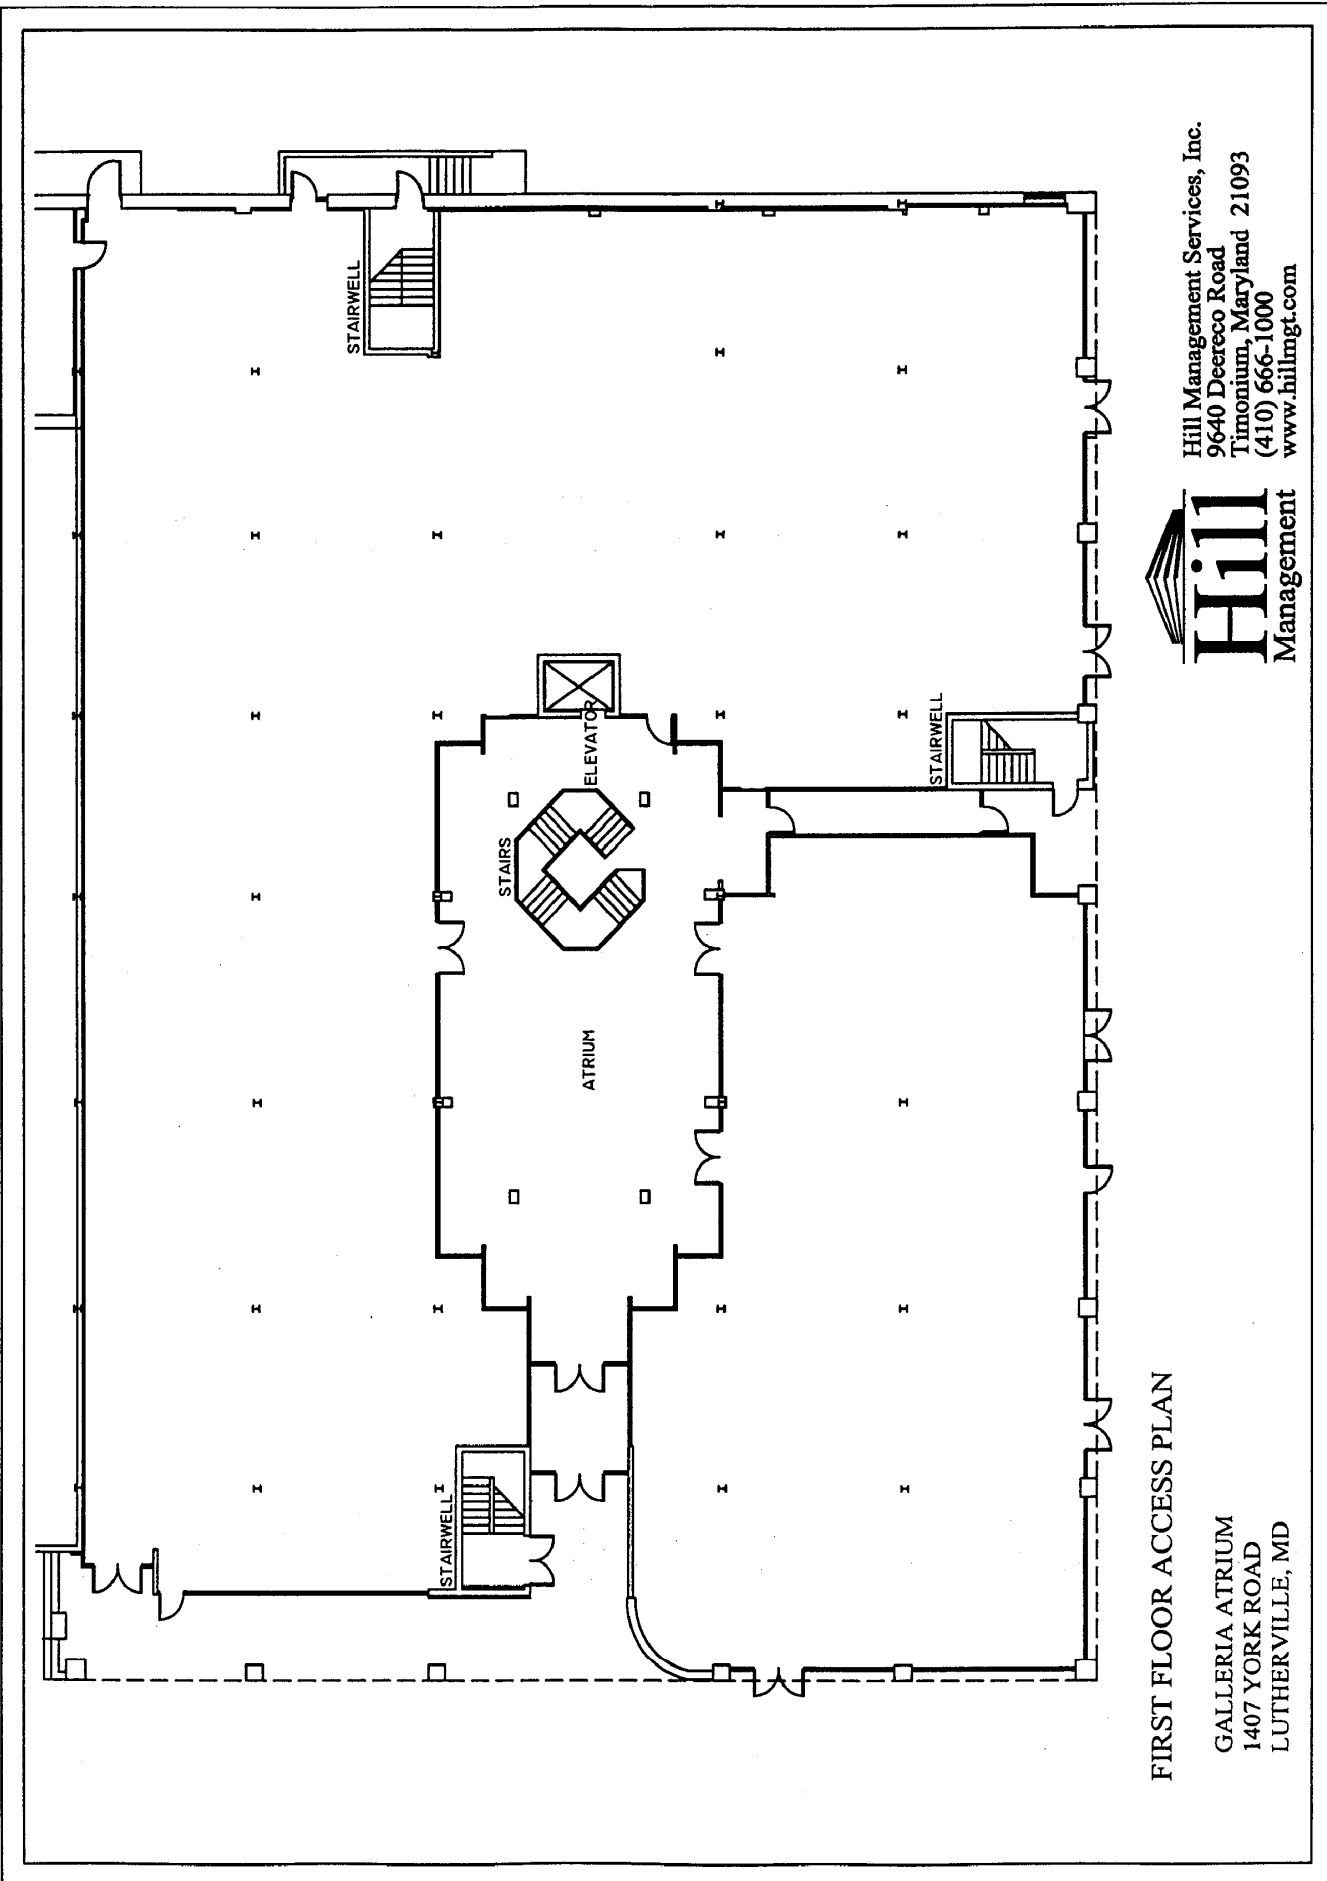 STAIRWELL
STAIRWELL
STAIRWELL
STAIRS
ELEVATOR
ATRIUM
FIRST FLOOR ACCESS PLAN
GALLERIA ATRIUM
1407 YORK ROAD
LUTHERVILLE, MD
Hill
Management
Hill Management Services, Inc.
9640 Deereco Road
Timonium, Maryland 21093
(410) 666-1000
www.hillmgt.com